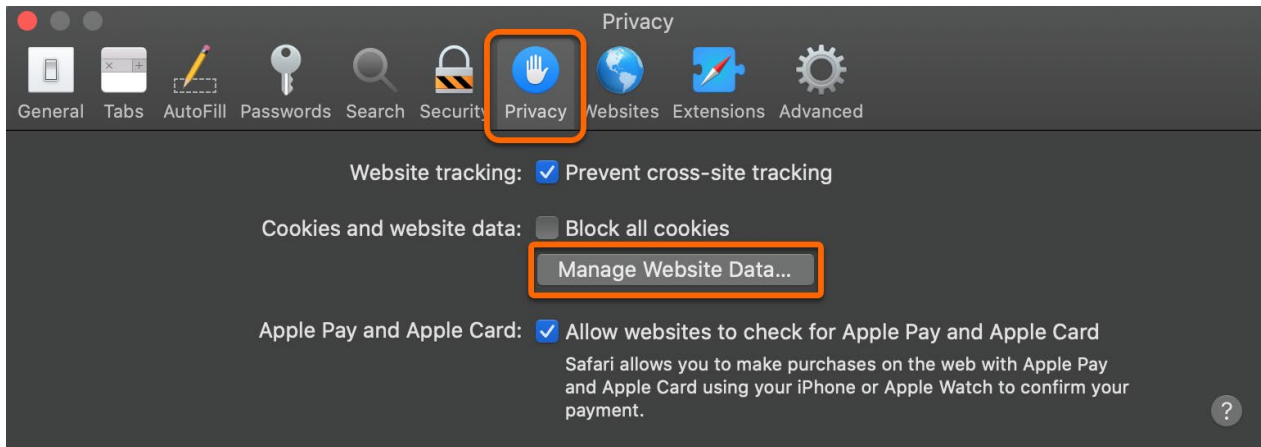 Privacy
General Tabs AutoFill Passwords Search Security Privacy Websites Extensions Advanced
Website tracking: Prevent cross-site tracking
Cookies and website data: Block all cookies
Manage Website Data...
Apple Pay and Apple Card: Allow websites to check for Apple Pay and Apple Card
Safari allows you to make purchases on the web with Apple Pay
and Apple Card using your iPhone or Apple Watch to confirm your
payment.
?